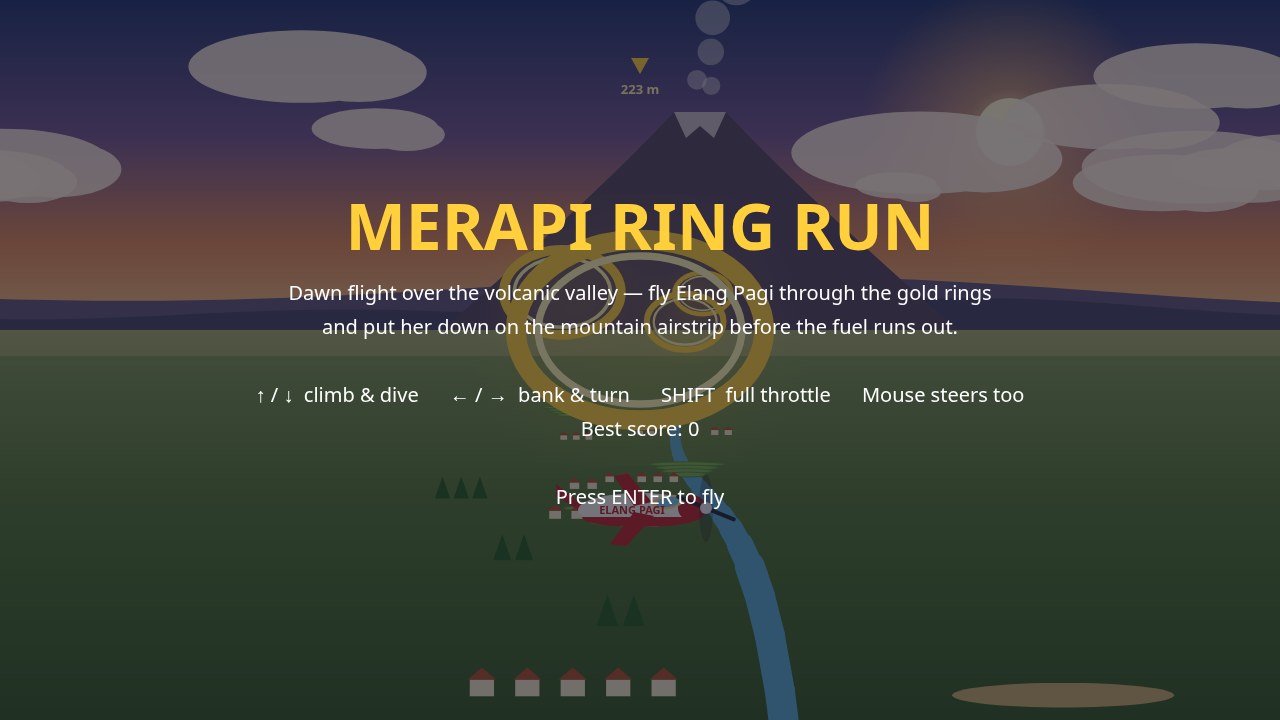 223 m
MERAPI RING RUN
Dawn flight over the volcanic valley — fly Elang Pagi through the gold rings
and put her down on the mountain airstrip before the fuel runs out.
↑ / ↓ climb & dive ← / → bank & turn SHIFT full throttle Mouse steers too
Best score: 0
Press ENTER to fly
ELANG PAGI